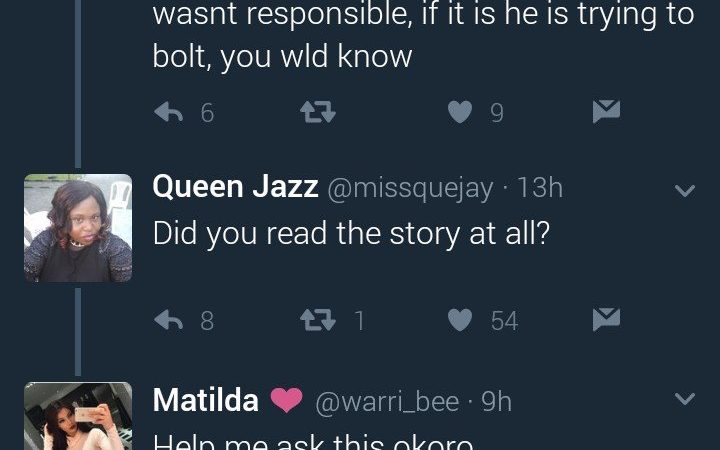 wasnt responsible, if it is he is trying to
bolt, you wld know
6 9
Queen Jazz @missquejay · 13h
Did you read the story at all?
8 1 54
Matilda @warri_bee · 9h
Help me ask this okoro